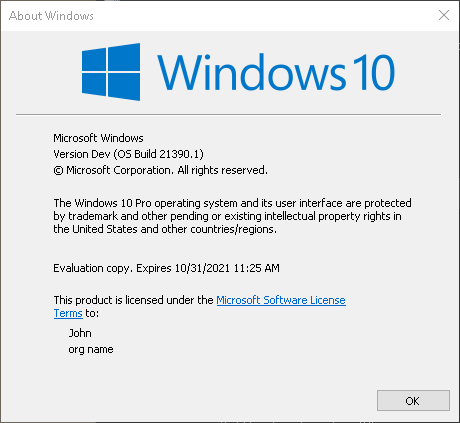 About Windows
Windows 10
Microsoft Windows
Version Dev (OS Build 21390.1)
© Microsoft Corporation. All rights reserved.
The Windows 10 Pro operating system and its user interface are protected
by trademark and other pending or existing intellectual property rights in
the United States and other countries/regions.
Evaluation copy. Expires 10/31/2021 11:25 AM
This product is licensed under the Microsoft Software License
Terms to:
John
org name
OK